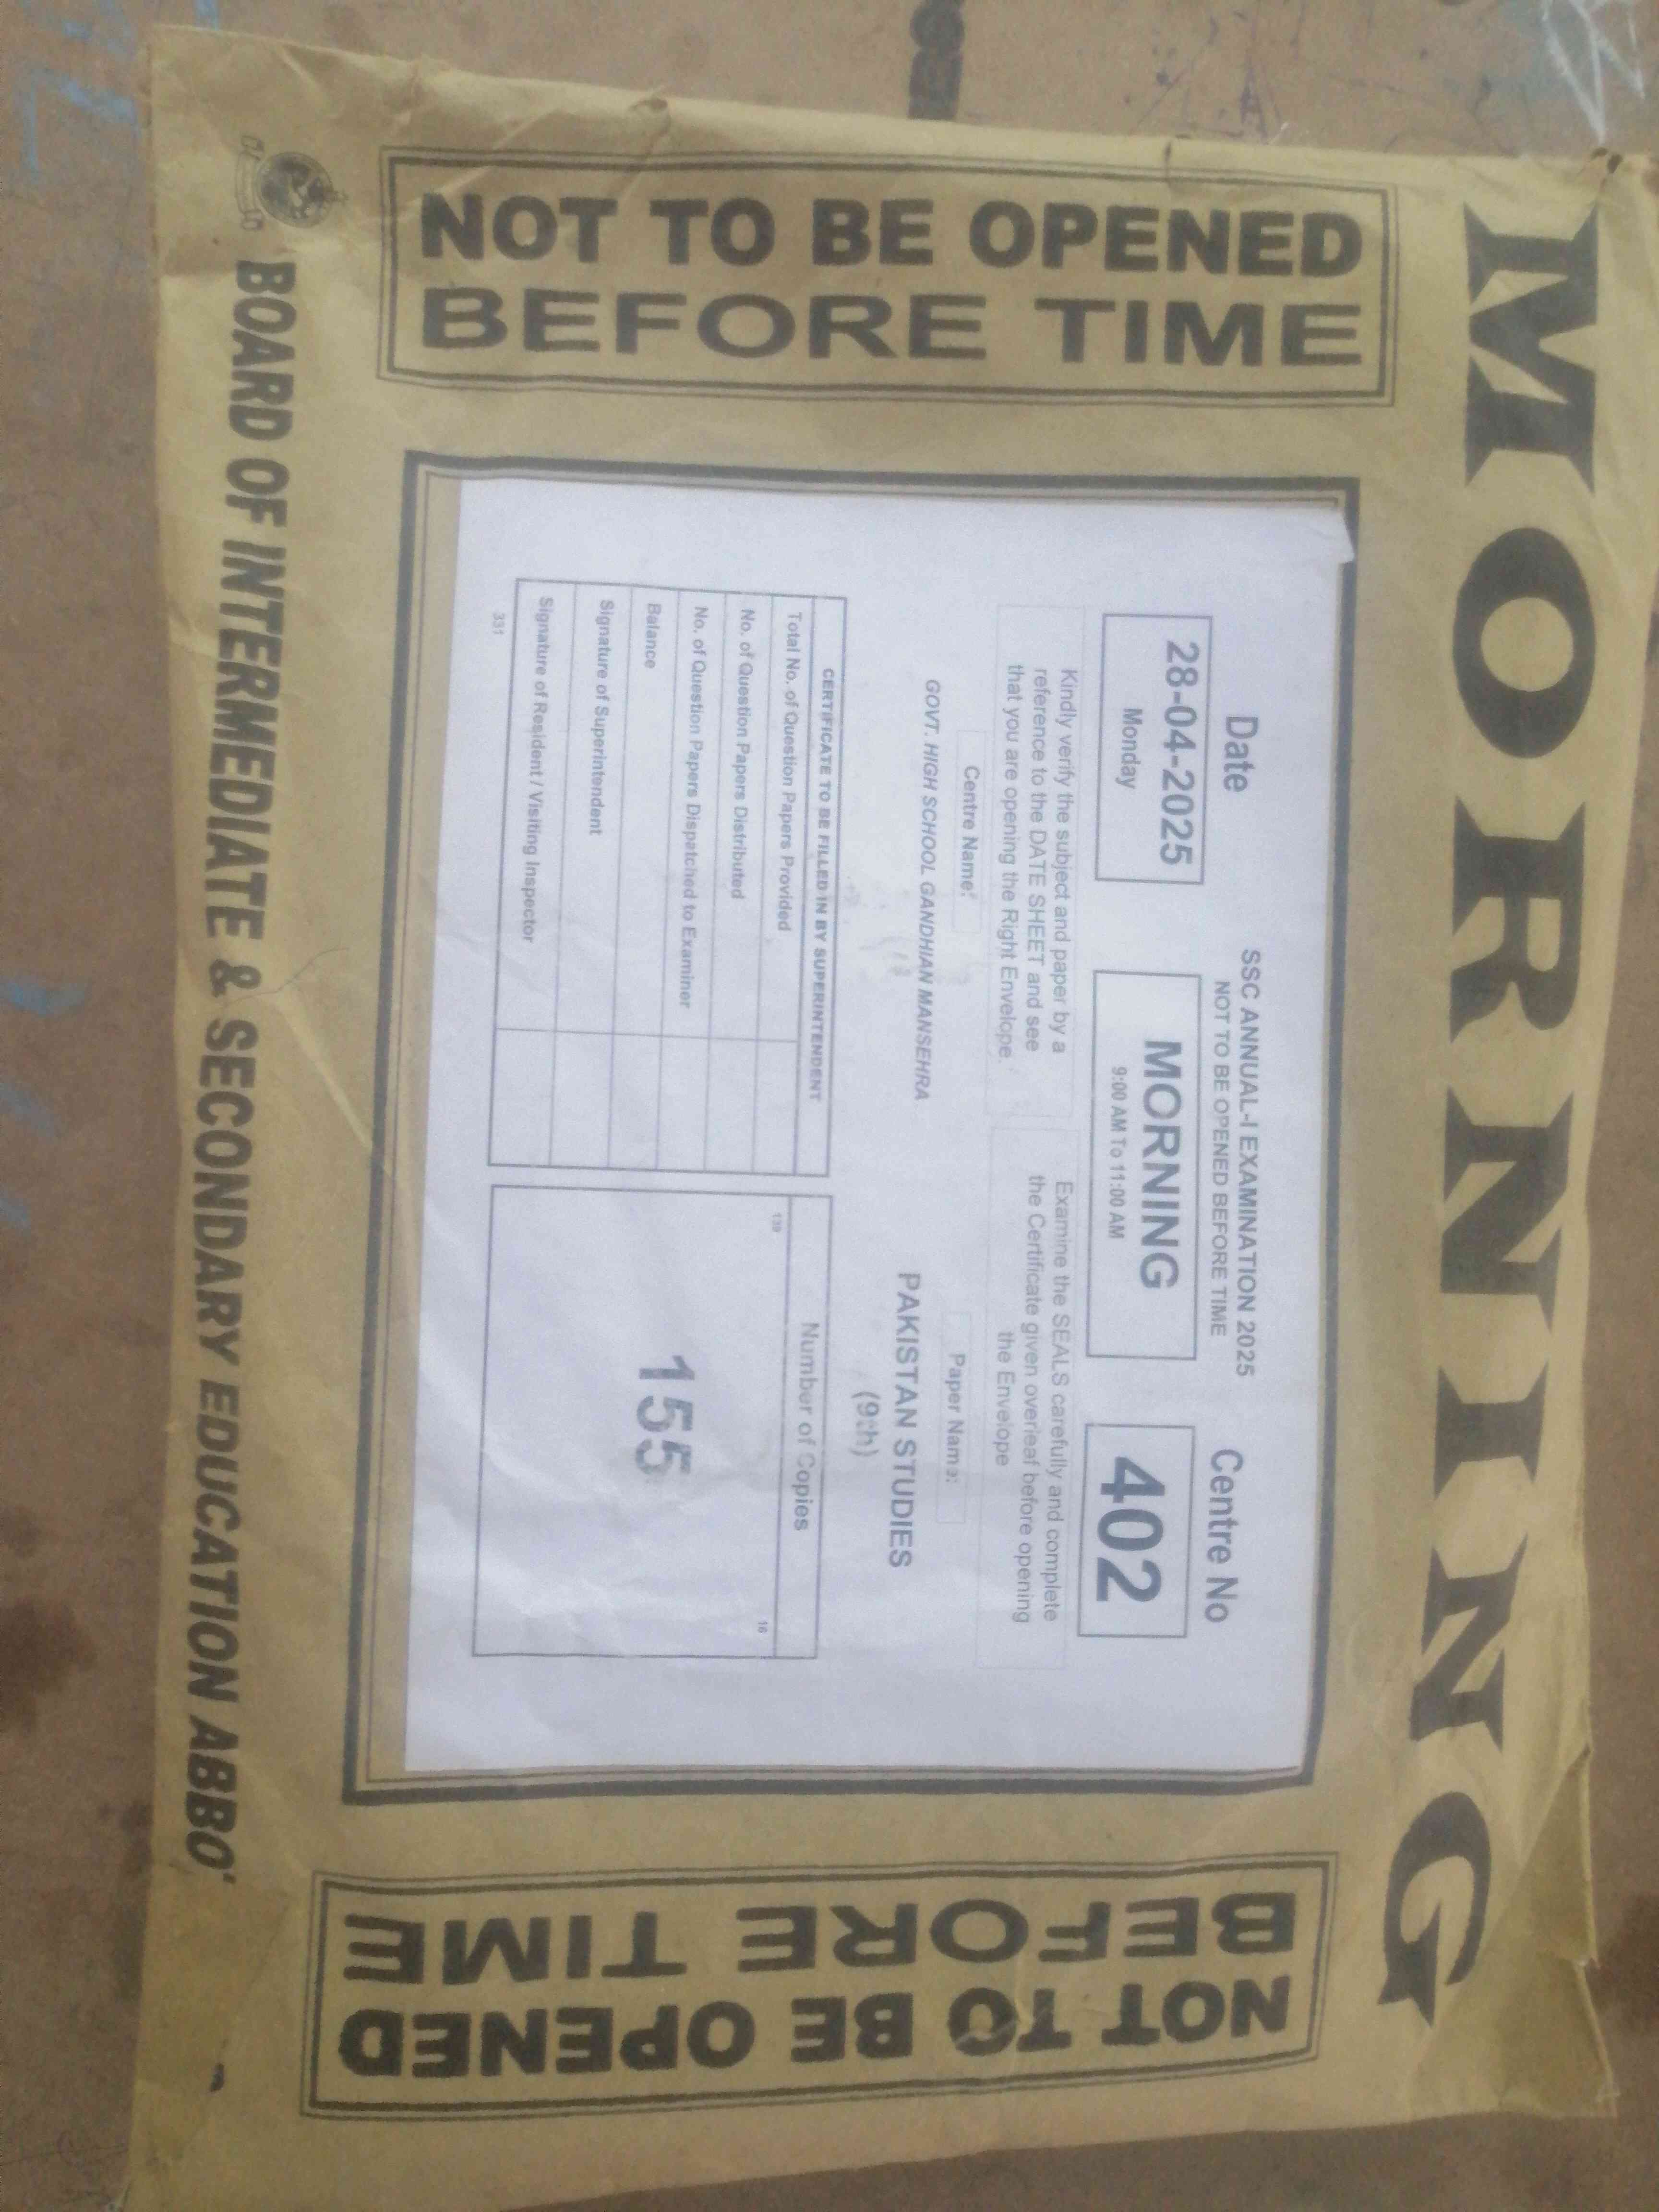 MORNING
NOT TO BE OPENED
BEFORE TIME
SSC ANNUAL-I EXAMINATION 2025
NOT TO BE OPENED BEFORE TIME
Date
28-04-2025
Monday
MORNING
9:00 AM To 11:00 AM
Centre No
402
Kindly verify the subject and paper by a
reference to the DATE SHEET and see
that you are opening the Right Envelope.
Examine the SEALS carefully and complete
the Certificate given overleaf before opening
the Envelope
Centre Name:
GOVT. HIGH SCHOOL GANDHIAN MANSEHRA
Paper Name:
PAKISTAN STUDIES
(9th)
CERTIFICATE TO BE FILLED IN BY SUPERINTENDENT
Total No. of Question Papers Provided
No. of Question Papers Distributed
No. of Question Papers Dispatched to Examiner
Balance
Signature of Superintendent
Signature of Resident / Visiting Inspector
331
Number of Copies
139
16
155
NOT TO BE OPENED
BEFORE TIME
BOARD OF INTERMEDIATE & SECONDARY EDUCATION ABBO